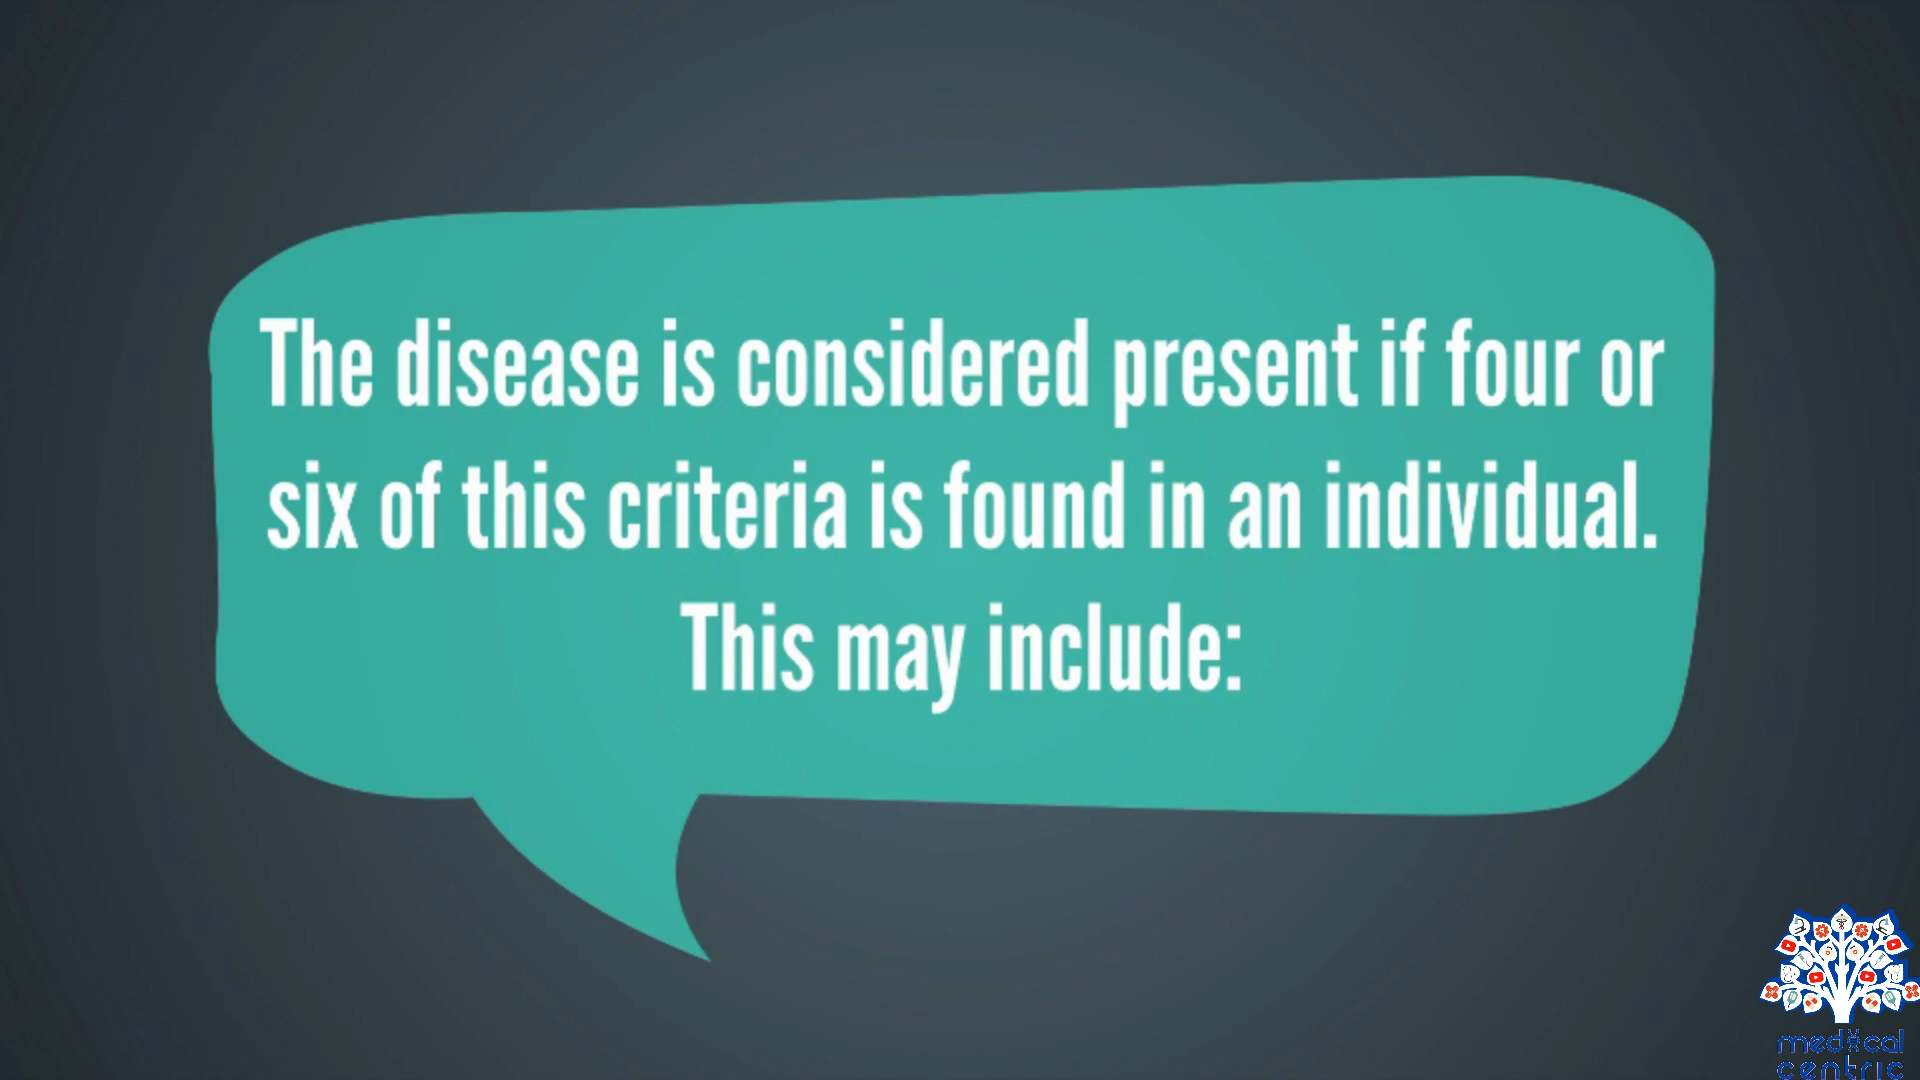 The disease is considered present if four or
six of this criteria is found in an individual.
This may include:
medical
centric